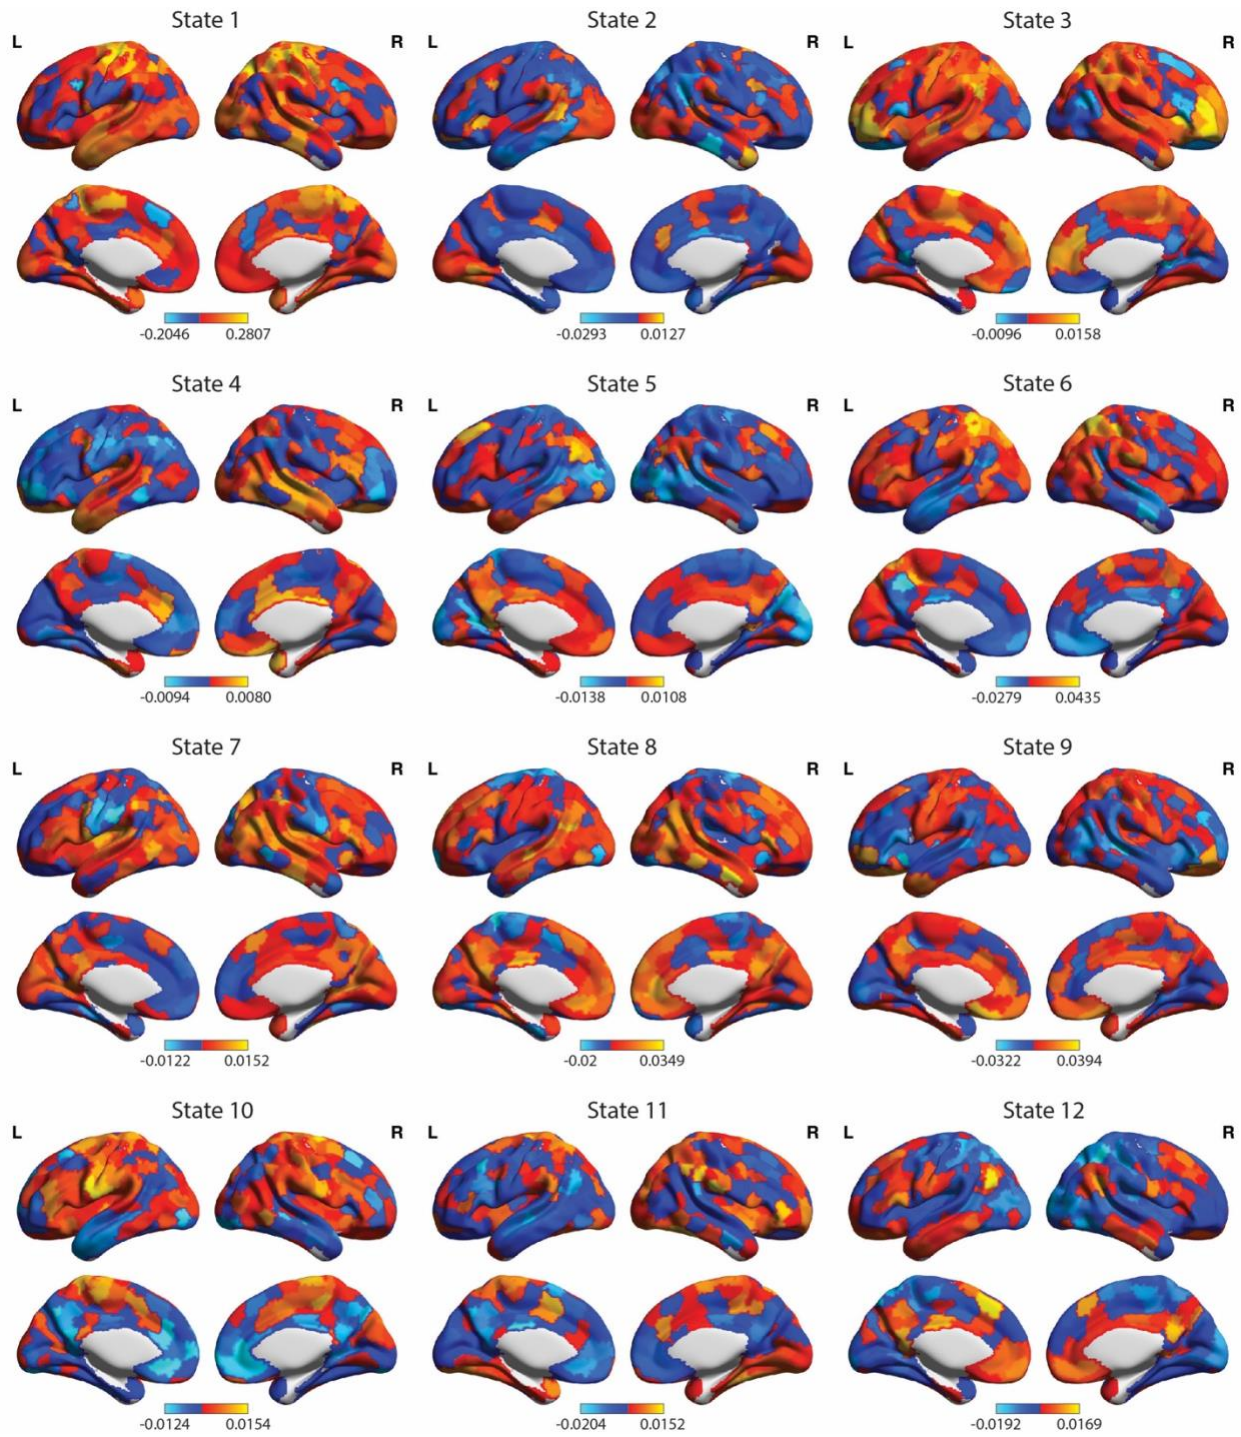 State 1 State 2 State 3
L R L R L R
-0.2046 0.2807 -0.0293 0.0127 -0.0096 0.0158
State 4 State 5 State 6
L R L R L R
-0.0094 0.0080 -0.0138 0.0108 -0.0279 0.0435
State 7 State 8 State 9
L R L R L R
-0.0122 0.0152 -0.02 0.0349 -0.0322 0.0394
State 10 State 11 State 12
L R L R L R
-0.0124 0.0154 -0.0204 0.0152 -0.0192 0.0169